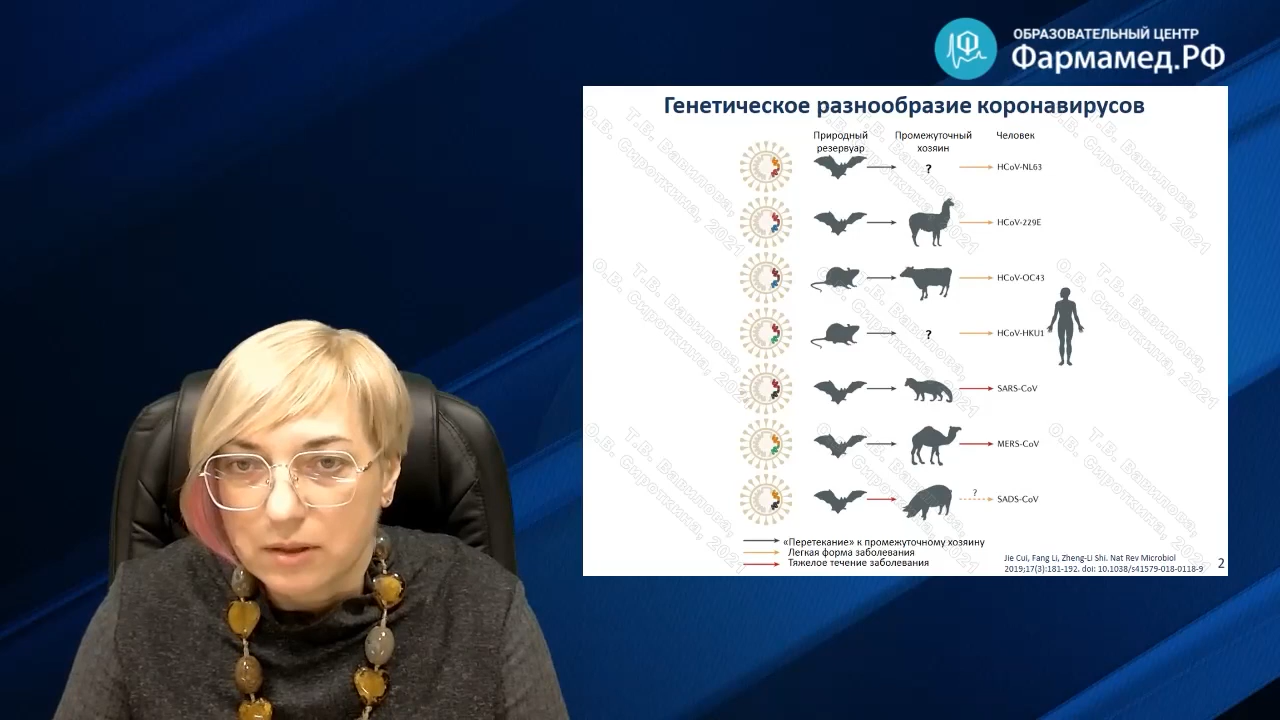 ОБРАЗОВАТЕЛЬНЫЙ ЦЕНТР
Фармамед.РФ
Генетическое разнообразие коронавирусов
Природный
резервуар
Промежуточный
хозяин
Человек
?
HCoV-NL63
HCoV-229E
HCoV-OC43
?
HCoV-HKU1
SARS-CoV
MERS-CoV
?
SADS-CoV
«Перетекание» к промежуточному хозяину
Легкая форма заболевания
Тяжелое течение заболевания
Jie Cui, Fang Li, Zheng-Li Shi. Nat Rev Microbiol
2019;17(3):181-192. doi: 10.1038/s41579-018-0118-9
2
Т.В. Вавилова,
О.В. Сироткина, 2021